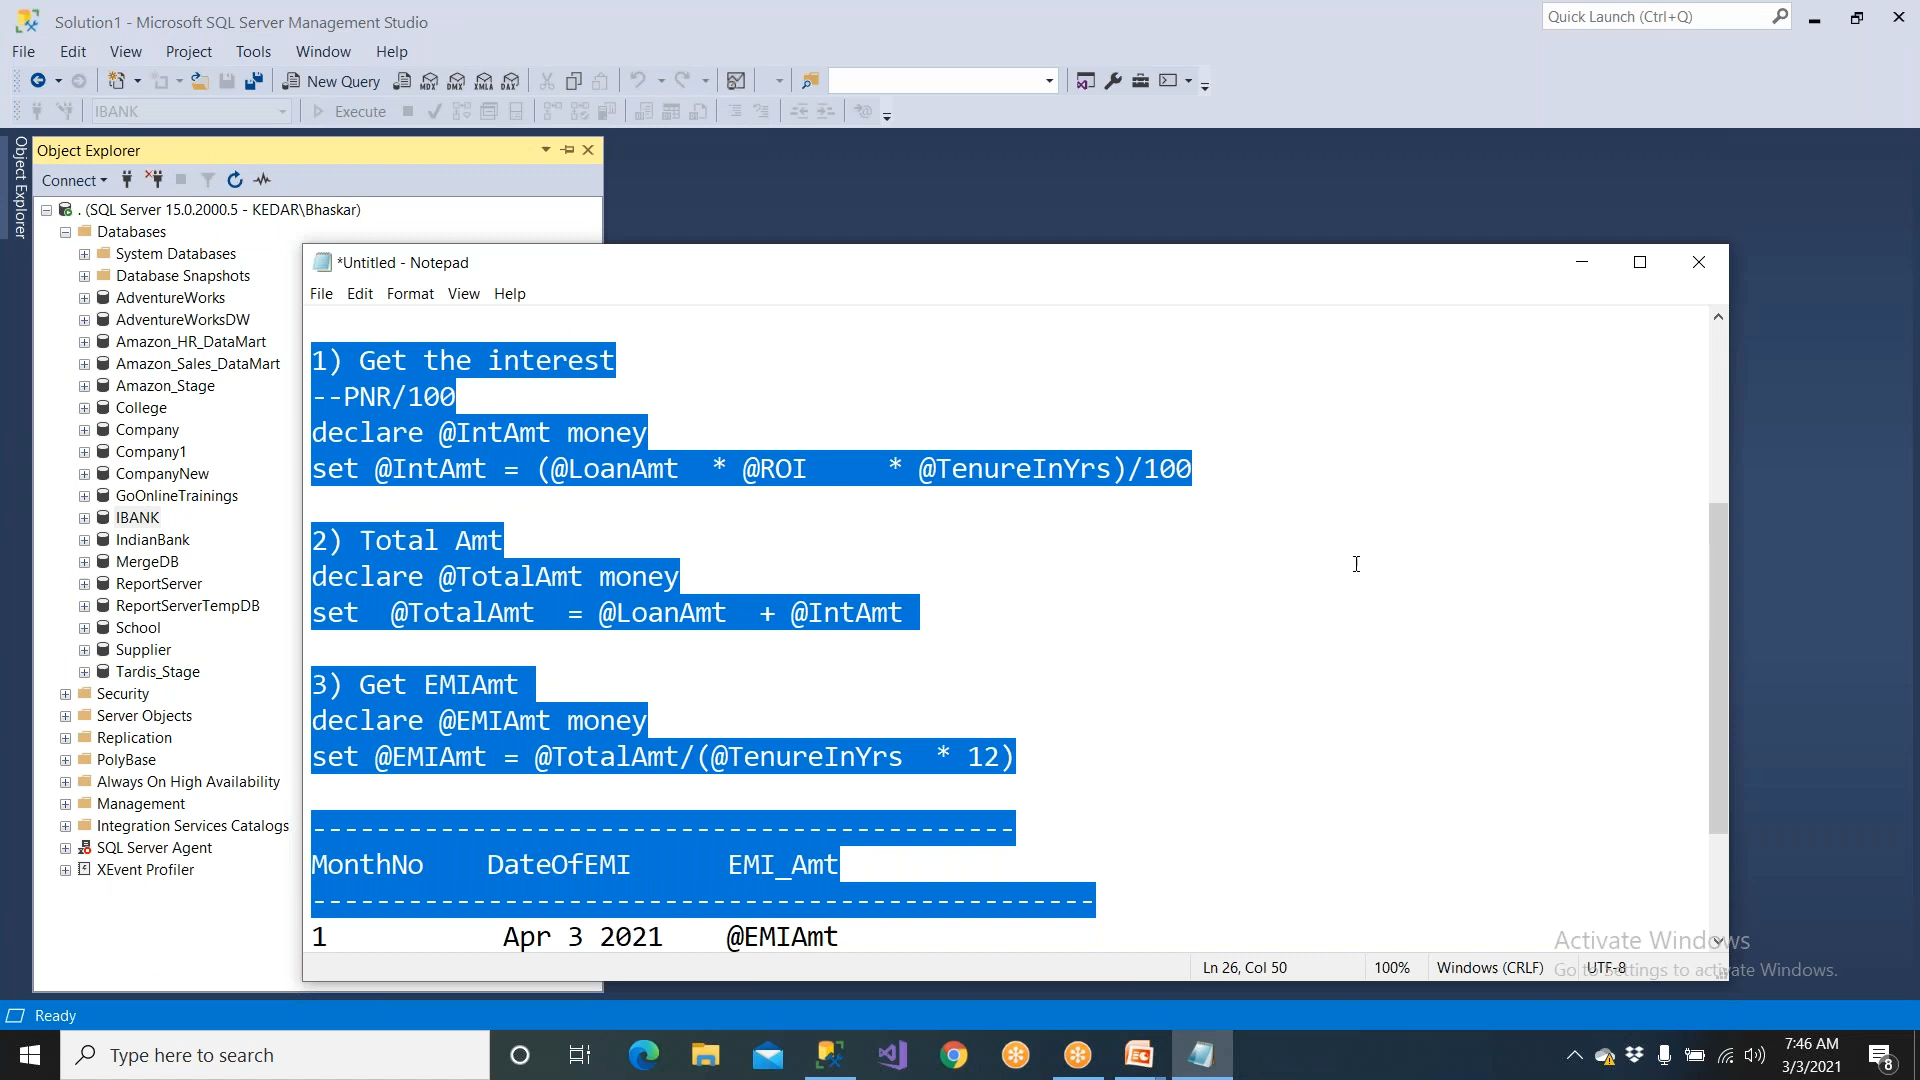 Solution1 - Microsoft SQL Server Management Studio
Quick Launch (Ctrl+Q)
File Edit View Project Tools Window Help
New Query MDX DMX XMLA DAX
IBANK Execute
Object Explorer
Object Explorer
Connect
. (SQL Server 15.0.2000.5 - KEDAR\Bhaskar)
Databases
System Databases
Database Snapshots
AdventureWorks
AdventureWorksDW
Amazon_HR_DataMart
Amazon_Sales_DataMart
Amazon_Stage
College
Company
Company1
CompanyNew
GoOnlineTrainings
IBANK
IndianBank
MergeDB
ReportServer
ReportServerTempDB
School
Supplier
Tardis_Stage
Security
Server Objects
Replication
PolyBase
Always On High Availability
Management
Integration Services Catalogs
SQL Server Agent
XEvent Profiler
*Untitled - Notepad
File Edit Format View Help
1) Get the interest
--PNR/100
declare @IntAmt money
set @IntAmt = (@LoanAmt * @ROI * @TenureInYrs)/100
2) Total Amt
declare @TotalAmt money
set @TotalAmt = @LoanAmt + @IntAmt
3) Get EMIAmt
declare @EMIAmt money
set @EMIAmt = @TotalAmt/(@TenureInYrs * 12)
--------------------------------------------
MonthNo DateOfEMI EMI_Amt
-------------------------------------------------
1 Apr 3 2021 @EMIAmt
Ln 26, Col 50 100% Windows (CRLF) UTF-8
Activate Windows
Go to Settings to activate Windows.
Ready
Type here to search
7:46 AM
3/3/2021
8